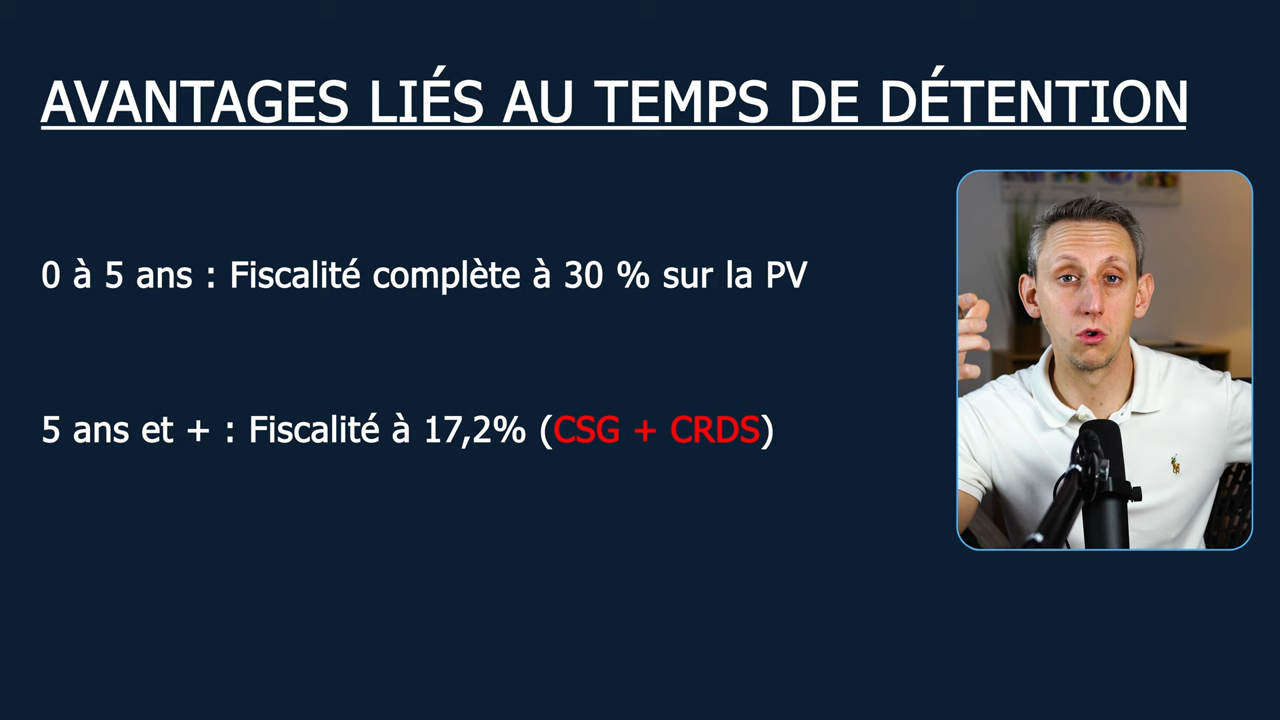 AVANTAGES LIÉS AU TEMPS DE DÉTENTION
0 à 5 ans : Fiscalité complète à 30 % sur la PV
5 ans et + : Fiscalité à 17,2% (CSG + CRDS)